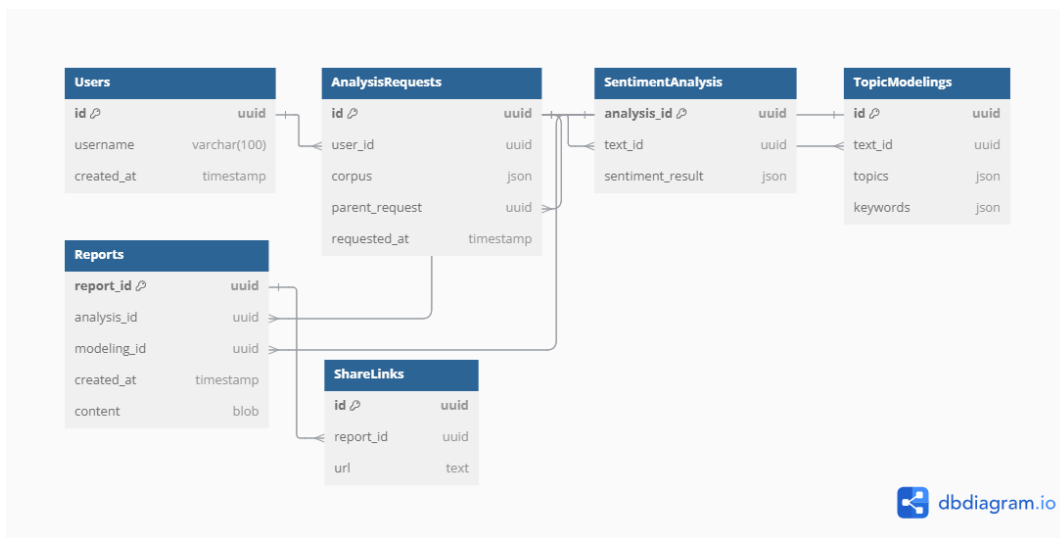 Users
id uuid
username varchar(100)
created_at timestamp
AnalysisRequests
id uuid
user_id uuid
corpus json
parent_request uuid
requested_at timestamp
SentimentAnalysis
analysis_id uuid
text_id uuid
sentiment_result json
TopicModelings
id uuid
text_id uuid
topics json
keywords json
Reports
report_id uuid
analysis_id uuid
modeling_id uuid
created_at timestamp
content blob
ShareLinks
id uuid
report_id uuid
url text
dbdiagram.io